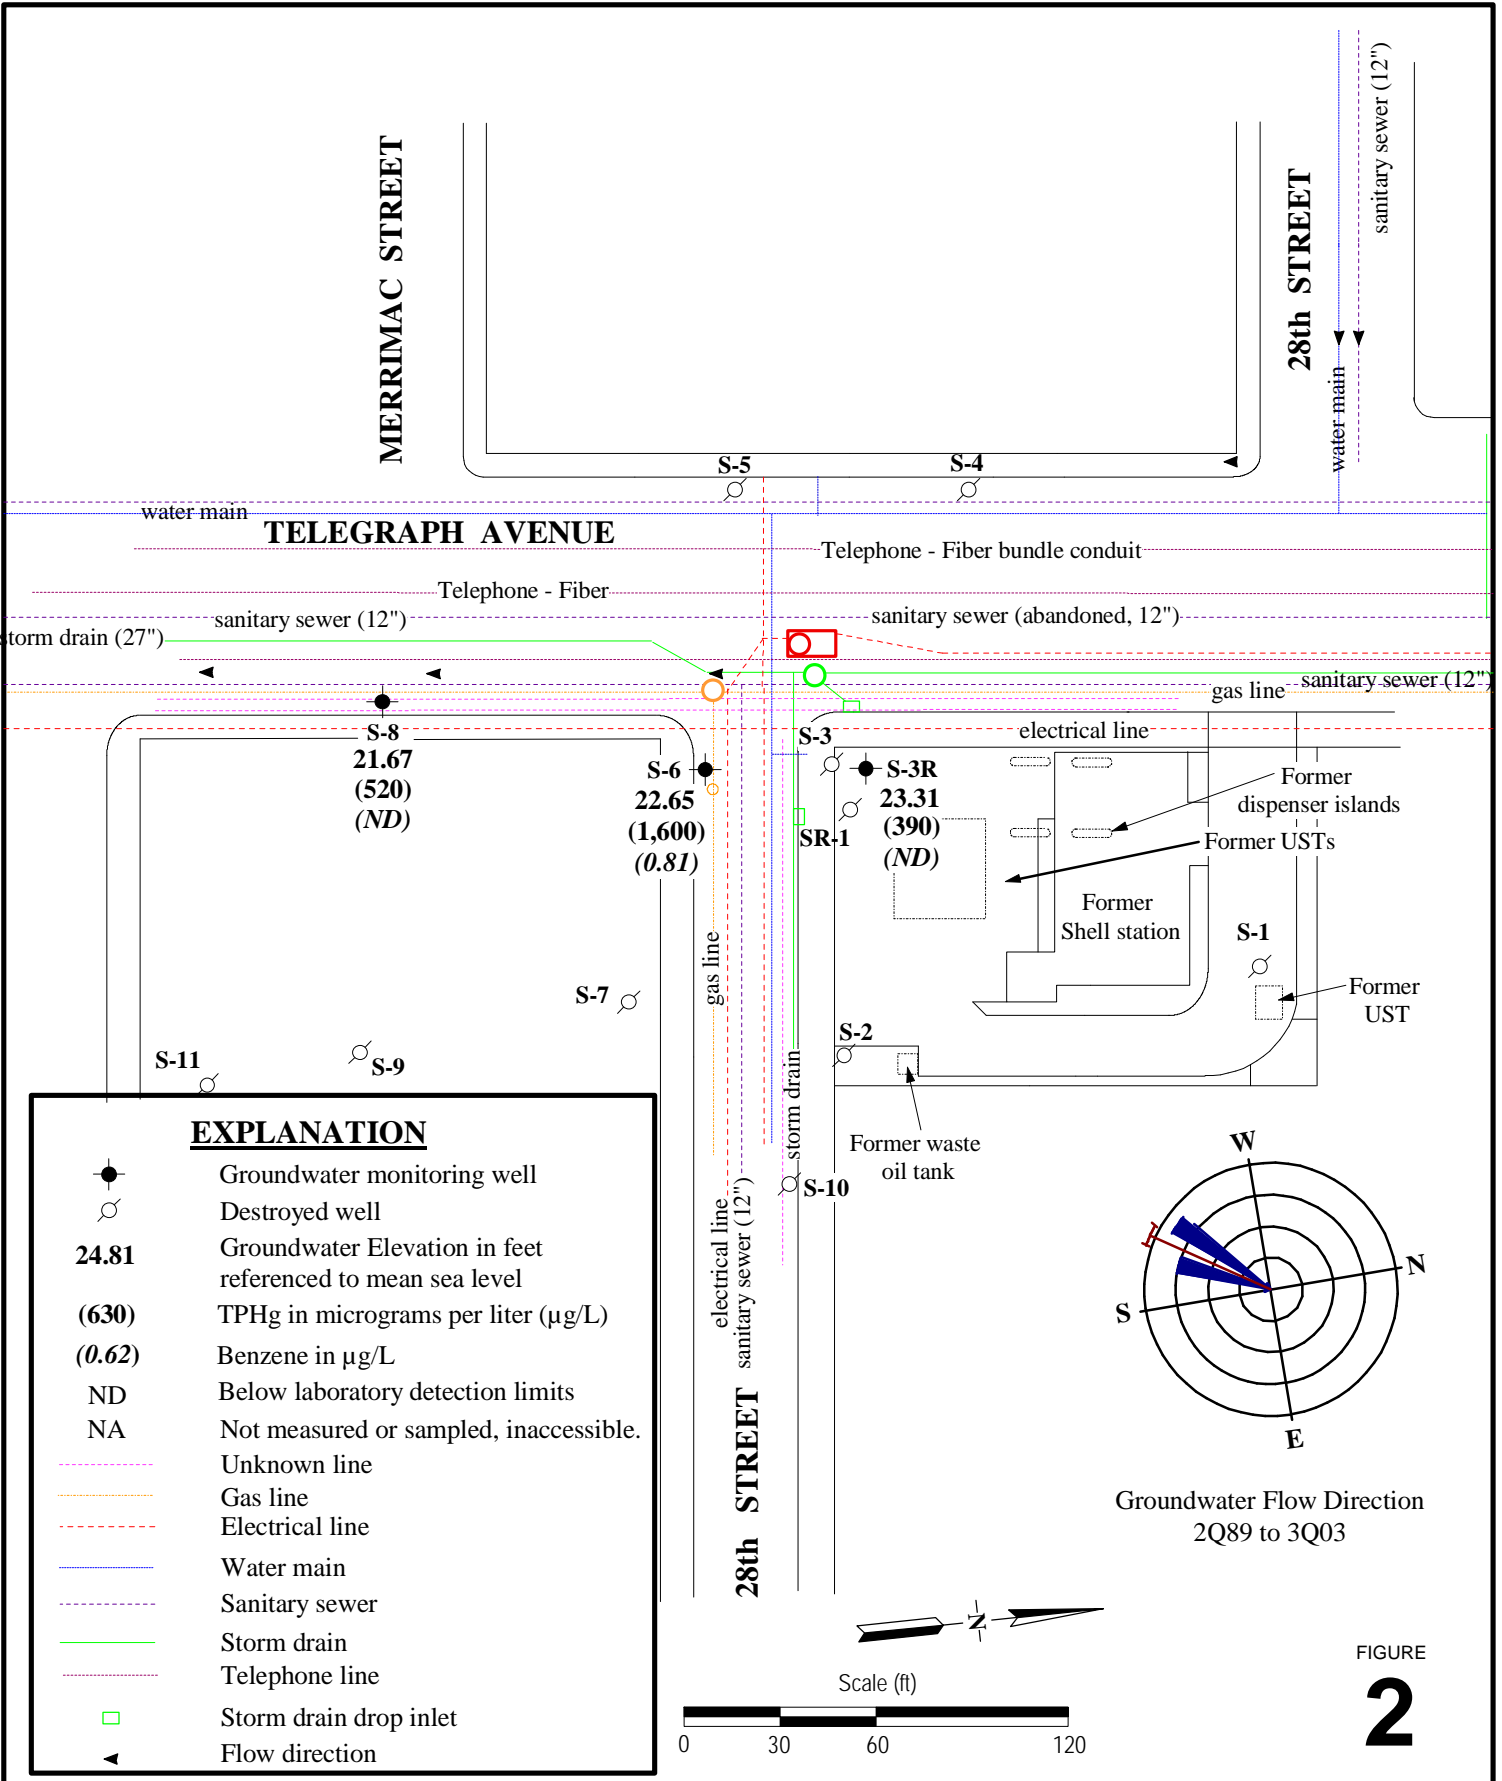 MERRIMAC STREET
28th STREET
sanitary sewer (12")
water main
S-5
S-4
water main
TELEGRAPH AVENUE
Telephone - Fiber bundle conduit
Telephone - Fiber
sanitary sewer (12")
sanitary sewer (abandoned, 12")
storm drain (27")
gas line
sanitary sewer (12")
electrical line
S-8
21.67
(520)
(ND)
S-6
22.65
(1,600)
(0.81)
S-3
S-3R
23.31
(390)
(ND)
SR-1
Former
dispenser islands
Former USTs
Former
Shell station
S-1
Former
UST
gas line
S-7
S-2
S-11
S-9
storm drain
Former waste
oil tank
S-10
electrical line
sanitary sewer (12")
28th STREET
EXPLANATION
Groundwater monitoring well
Destroyed well
24.81 Groundwater Elevation in feet
referenced to mean sea level
(630) TPHg in micrograms per liter (µg/L)
(0.62) Benzene in µg/L
ND Below laboratory detection limits
NA Not measured or sampled, inaccessible.
Unknown line
Gas line
Electrical line
Water main
Sanitary sewer
Storm drain
Telephone line
Storm drain drop inlet
Flow direction
W
N
S
E
Groundwater Flow Direction
2Q89 to 3Q03
N
Scale (ft)
0 30 60 120
FIGURE
2